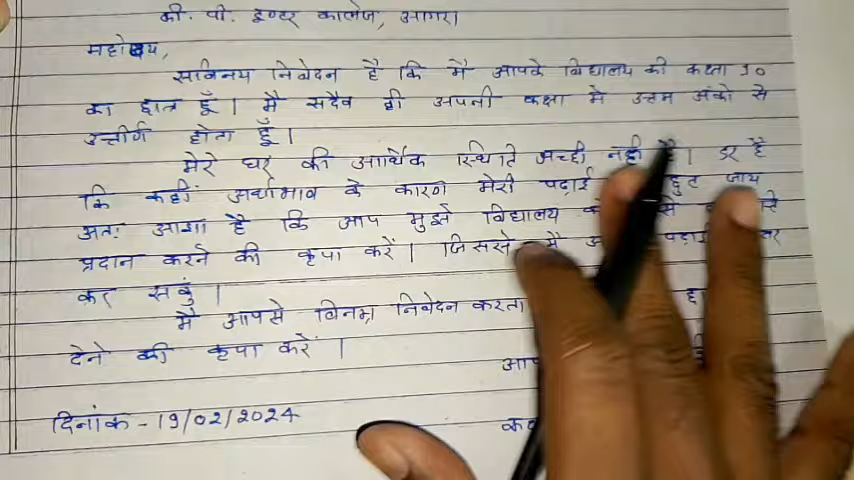 बी. पी. इण्टर कालेज, आगरा
महोदय,
सविनय निवेदन है कि मै आपके विद्यालय की कक्षा 10
का छात्र हूँ। मै सदैव ही अपनी कक्षा मे उत्तम अंको से
उत्तीर्ण होता हूँ।
मेरे घर की आर्थिक स्थिति अच्छी नही है। डर है
कि कहीं अर्थाभाव के कारण मेरी पढ़ाई छुट जाय
अतः आशा है कि आप मुझे विद्यालय
प्रदान करने की कृपा करें। जिससे मै
कर सकुं।
मै आपसे विनम्र निवेदन करता
देने की कृपा करें।
दिनांक - 19/02/2024